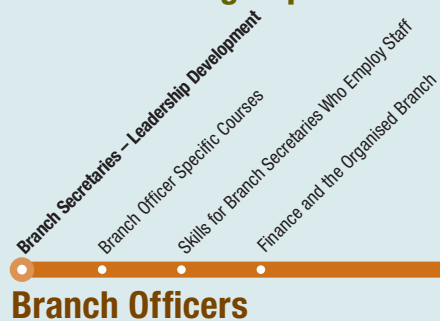 Branch Secretaries – Leadership Development
Branch Officer Specific Courses
Skills for Branch Secretaries Who Employ Staff
Finance and the Organised Branch
Branch Officers